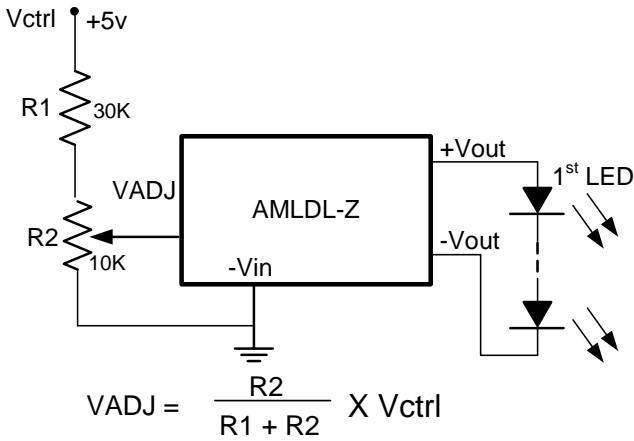 Vctrl +5v
R1 30K
VADJ
R2 10K
AMLDL-Z
-Vin
+Vout
-Vout
1st LED
VADJ = R2 / R1 + R2 X Vctrl